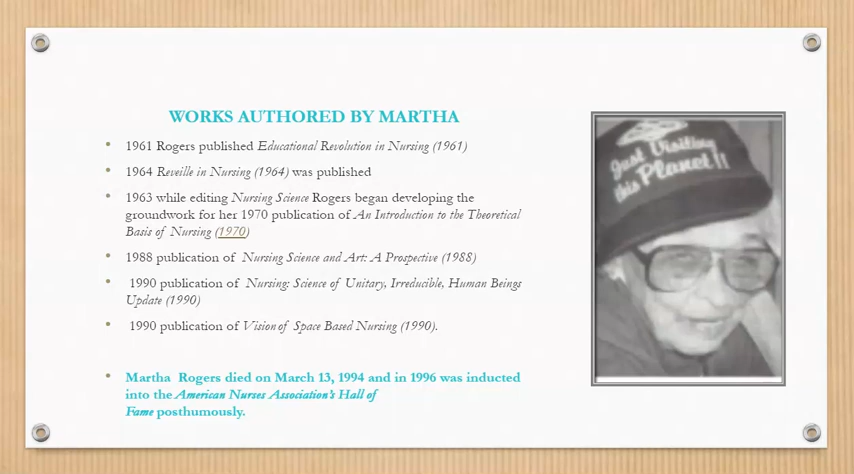 WORKS AUTHORED BY MARTHA
• 1961 Rogers published Educational Revolution in Nursing (1961)
• 1964 Reveille in Nursing (1964) was published
• 1963 while editing Nursing Science Rogers began developing the
groundwork for her 1970 publication of An Introduction to the Theoretical
Basis of Nursing (1970)
• 1988 publication of Nursing Science and Art: A Prospective (1988)
• 1990 publication of Nursing: Science of Unitary, Irreducible, Human Beings
Update (1990)
• 1990 publication of Vision of Space Based Nursing (1990).
• Martha Rogers died on March 13, 1994 and in 1996 was inducted
into the American Nurses Association's Hall of
Fame posthumously.
Just Visiting
this Planet!!